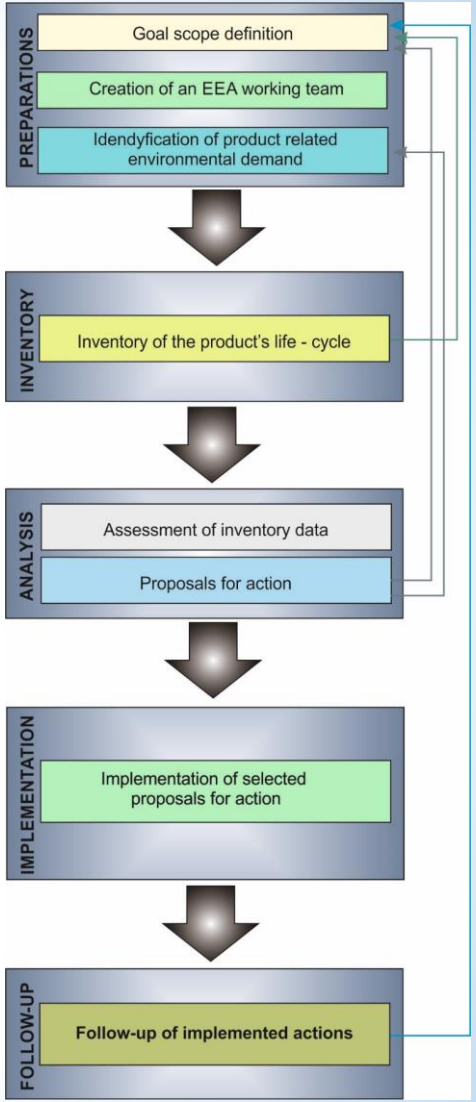 PREPARATIONS
Goal scope definition
Creation of an EEA working team
Idendyfication of product related
environmental demand
INVENTORY
Inventory of the product's life - cycle
ANALYSIS
Assessment of inventory data
Proposals for action
IMPLEMENTATION
Implementation of selected
proposals for action
FOLLOW-UP
Follow-up of implemented actions